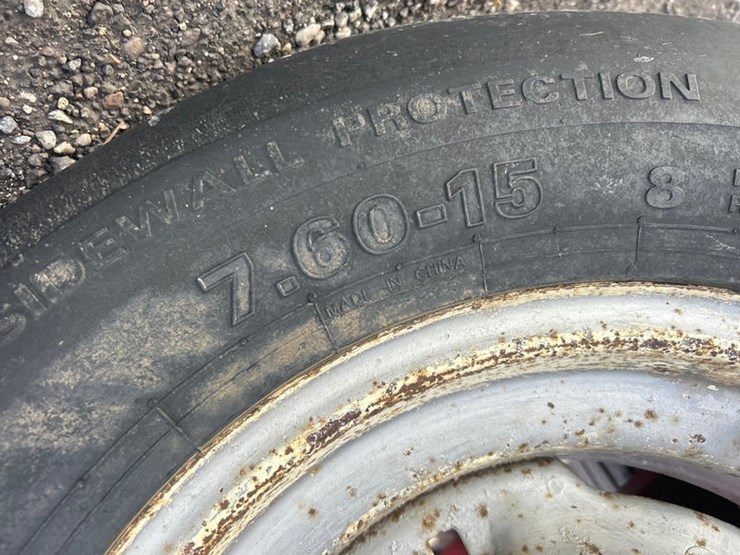 SIDEWALL PROTECTION
7.60-15 8
MADE IN CHINA